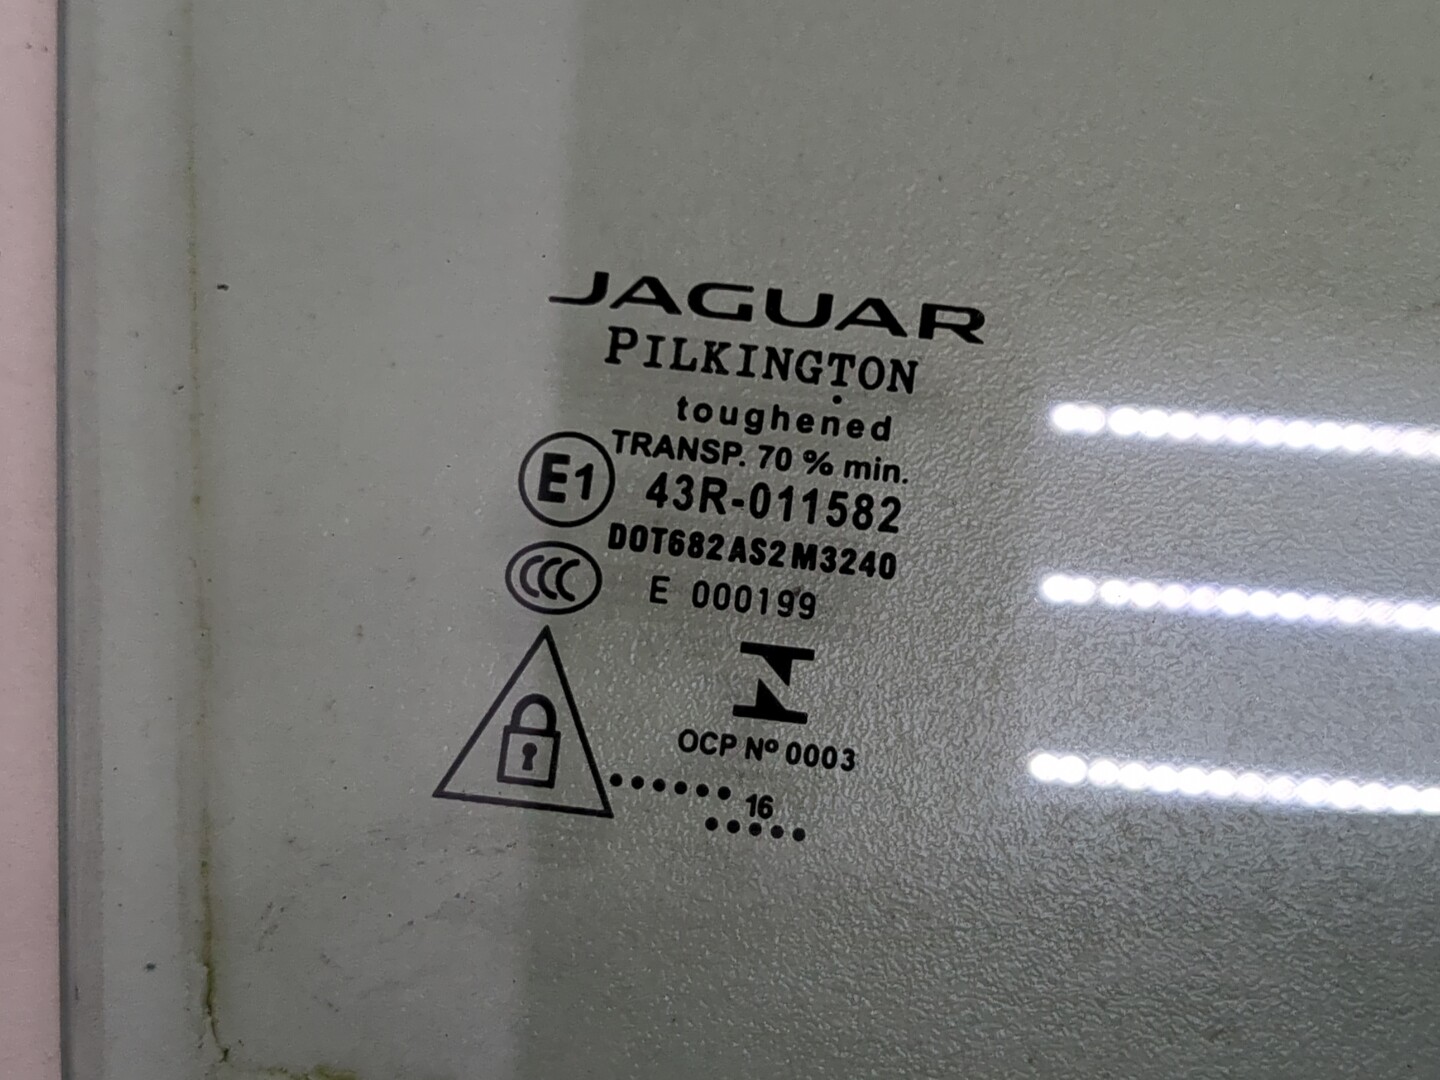 JAGUAR
PILKINGTON
toughened
TRANSP. 70 % min.
E1 43R-011582
DOT682AS2M3240
CCC E 000199
OCP Nº 0003
16